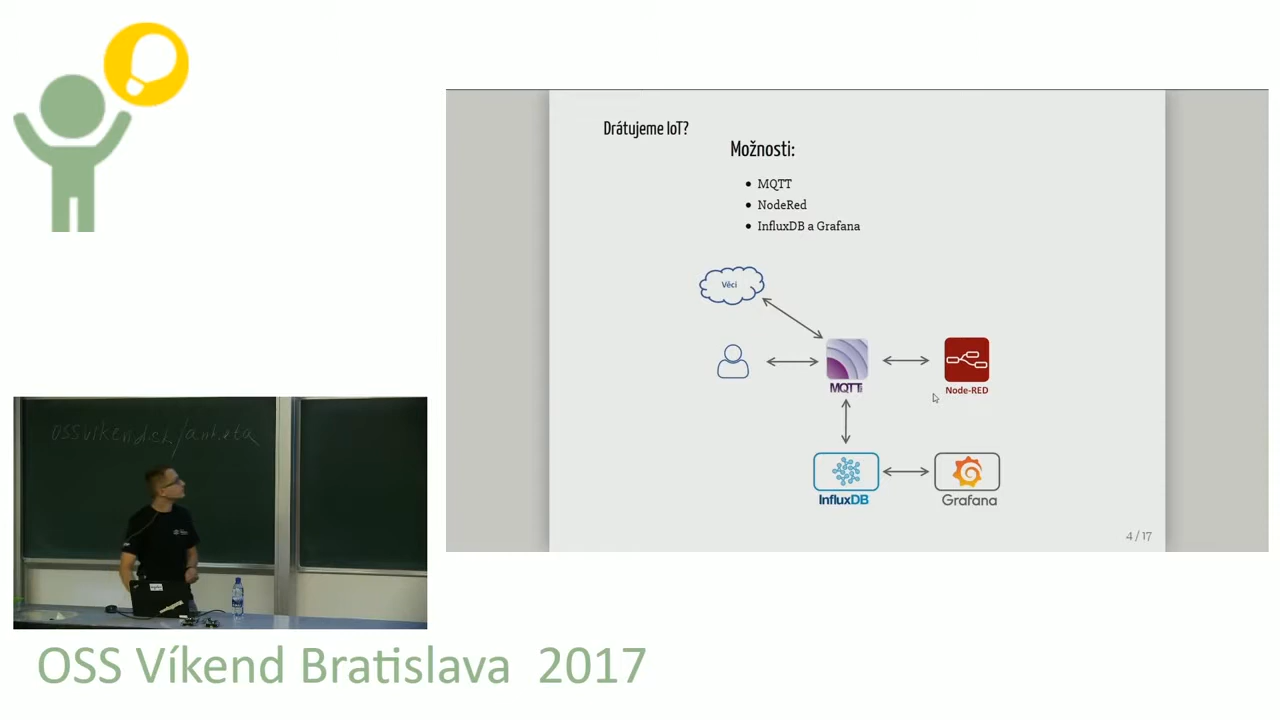 Drátujeme IoT?
Možnosti:
MQTT
NodeRed
InfluxDB a Grafana
Věci
MQTT
Node-RED
InfluxDB
Grafana
4 / 17
OSS Víkend Bratislava 2017